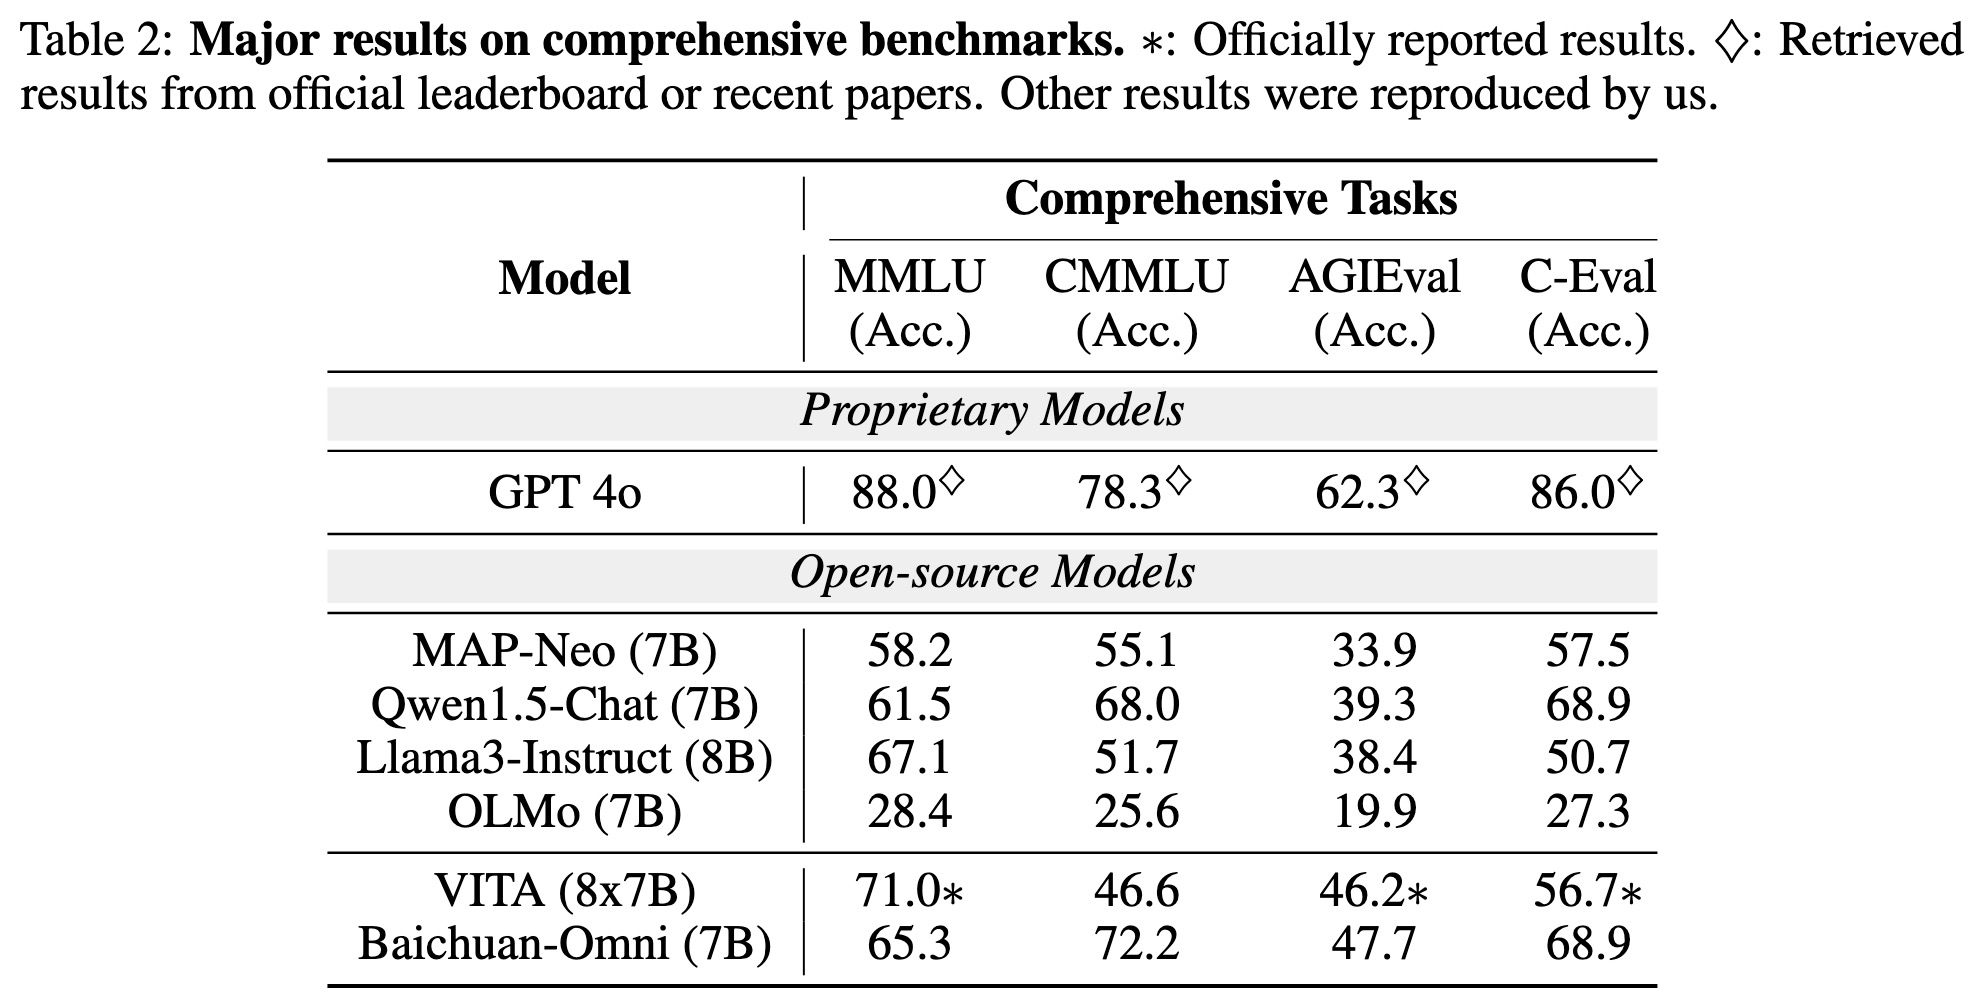 Table 2: Major results on comprehensive benchmarks. ∗: Officially reported results. ♢: Retrieved
results from official leaderboard or recent papers. Other results were reproduced by us.
Comprehensive Tasks
Model
MMLU CMMLU AGIEval C-Eval
(Acc.) (Acc.) (Acc.) (Acc.)
Proprietary Models
GPT 4o 88.0♢ 78.3♢ 62.3♢ 86.0♢
Open-source Models
MAP-Neo (7B) 58.2 55.1 33.9 57.5
Qwen1.5-Chat (7B) 61.5 68.0 39.3 68.9
Llama3-Instruct (8B) 67.1 51.7 38.4 50.7
OLMo (7B) 28.4 25.6 19.9 27.3
VITA (8x7B) 71.0∗ 46.6 46.2∗ 56.7∗
Baichuan-Omni (7B) 65.3 72.2 47.7 68.9